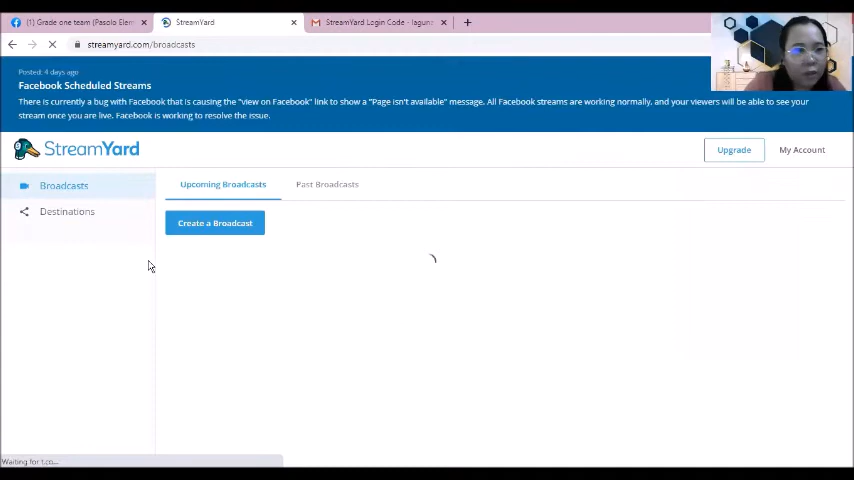 (1) Grade one team (Pasolo Elem
StreamYard
StreamYard Login Code - laguna
streamyard.com/broadcasts
Posted: 4 days ago
Facebook Scheduled Streams
There is currently a bug with Facebook that is causing the "view on Facebook" link to show a "Page isn't available" message. All Facebook streams are working normally, and your viewers will be able to see your
stream once you are live. Facebook is working to resolve the issue.
StreamYard
Upgrade
My Account
Broadcasts
Destinations
Upcoming Broadcasts
Past Broadcasts
Create a Broadcast
Waiting for t.co...